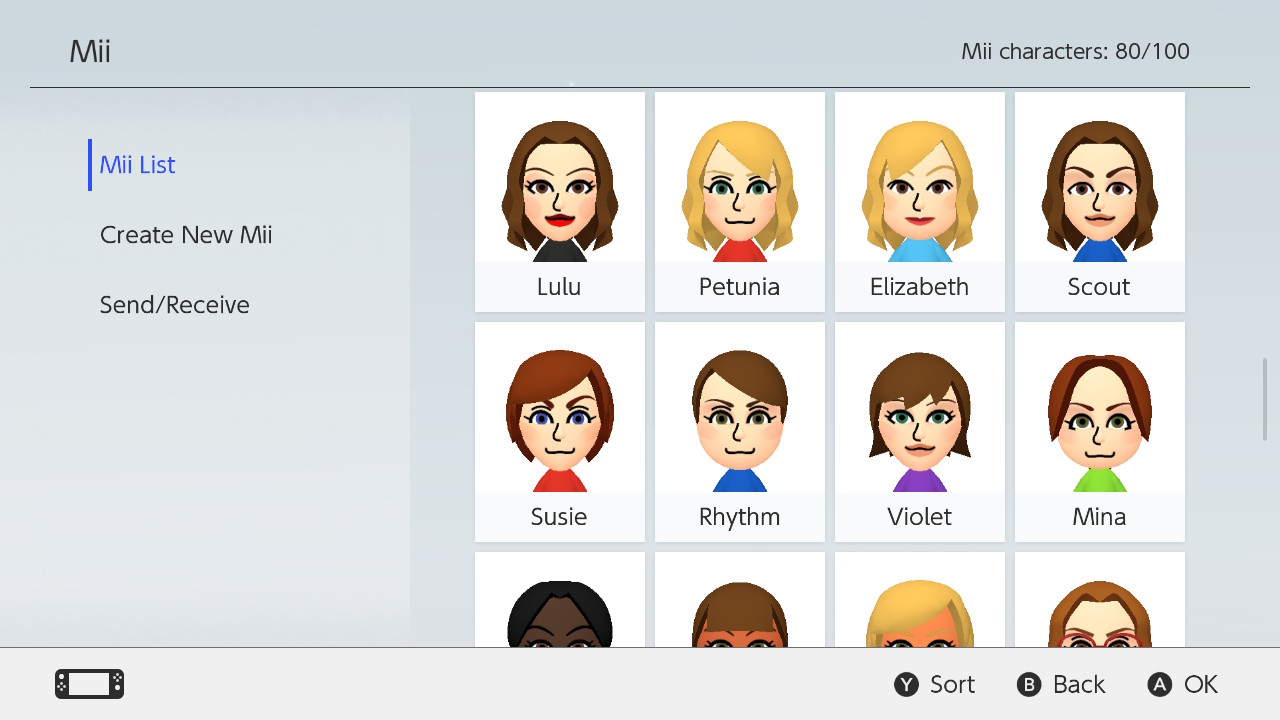 Mii
Mii characters: 80/100
Mii List
Create New Mii
Send/Receive
Lulu
Petunia
Elizabeth
Scout
Susie
Rhythm
Violet
Mina
Y Sort
B Back
A OK